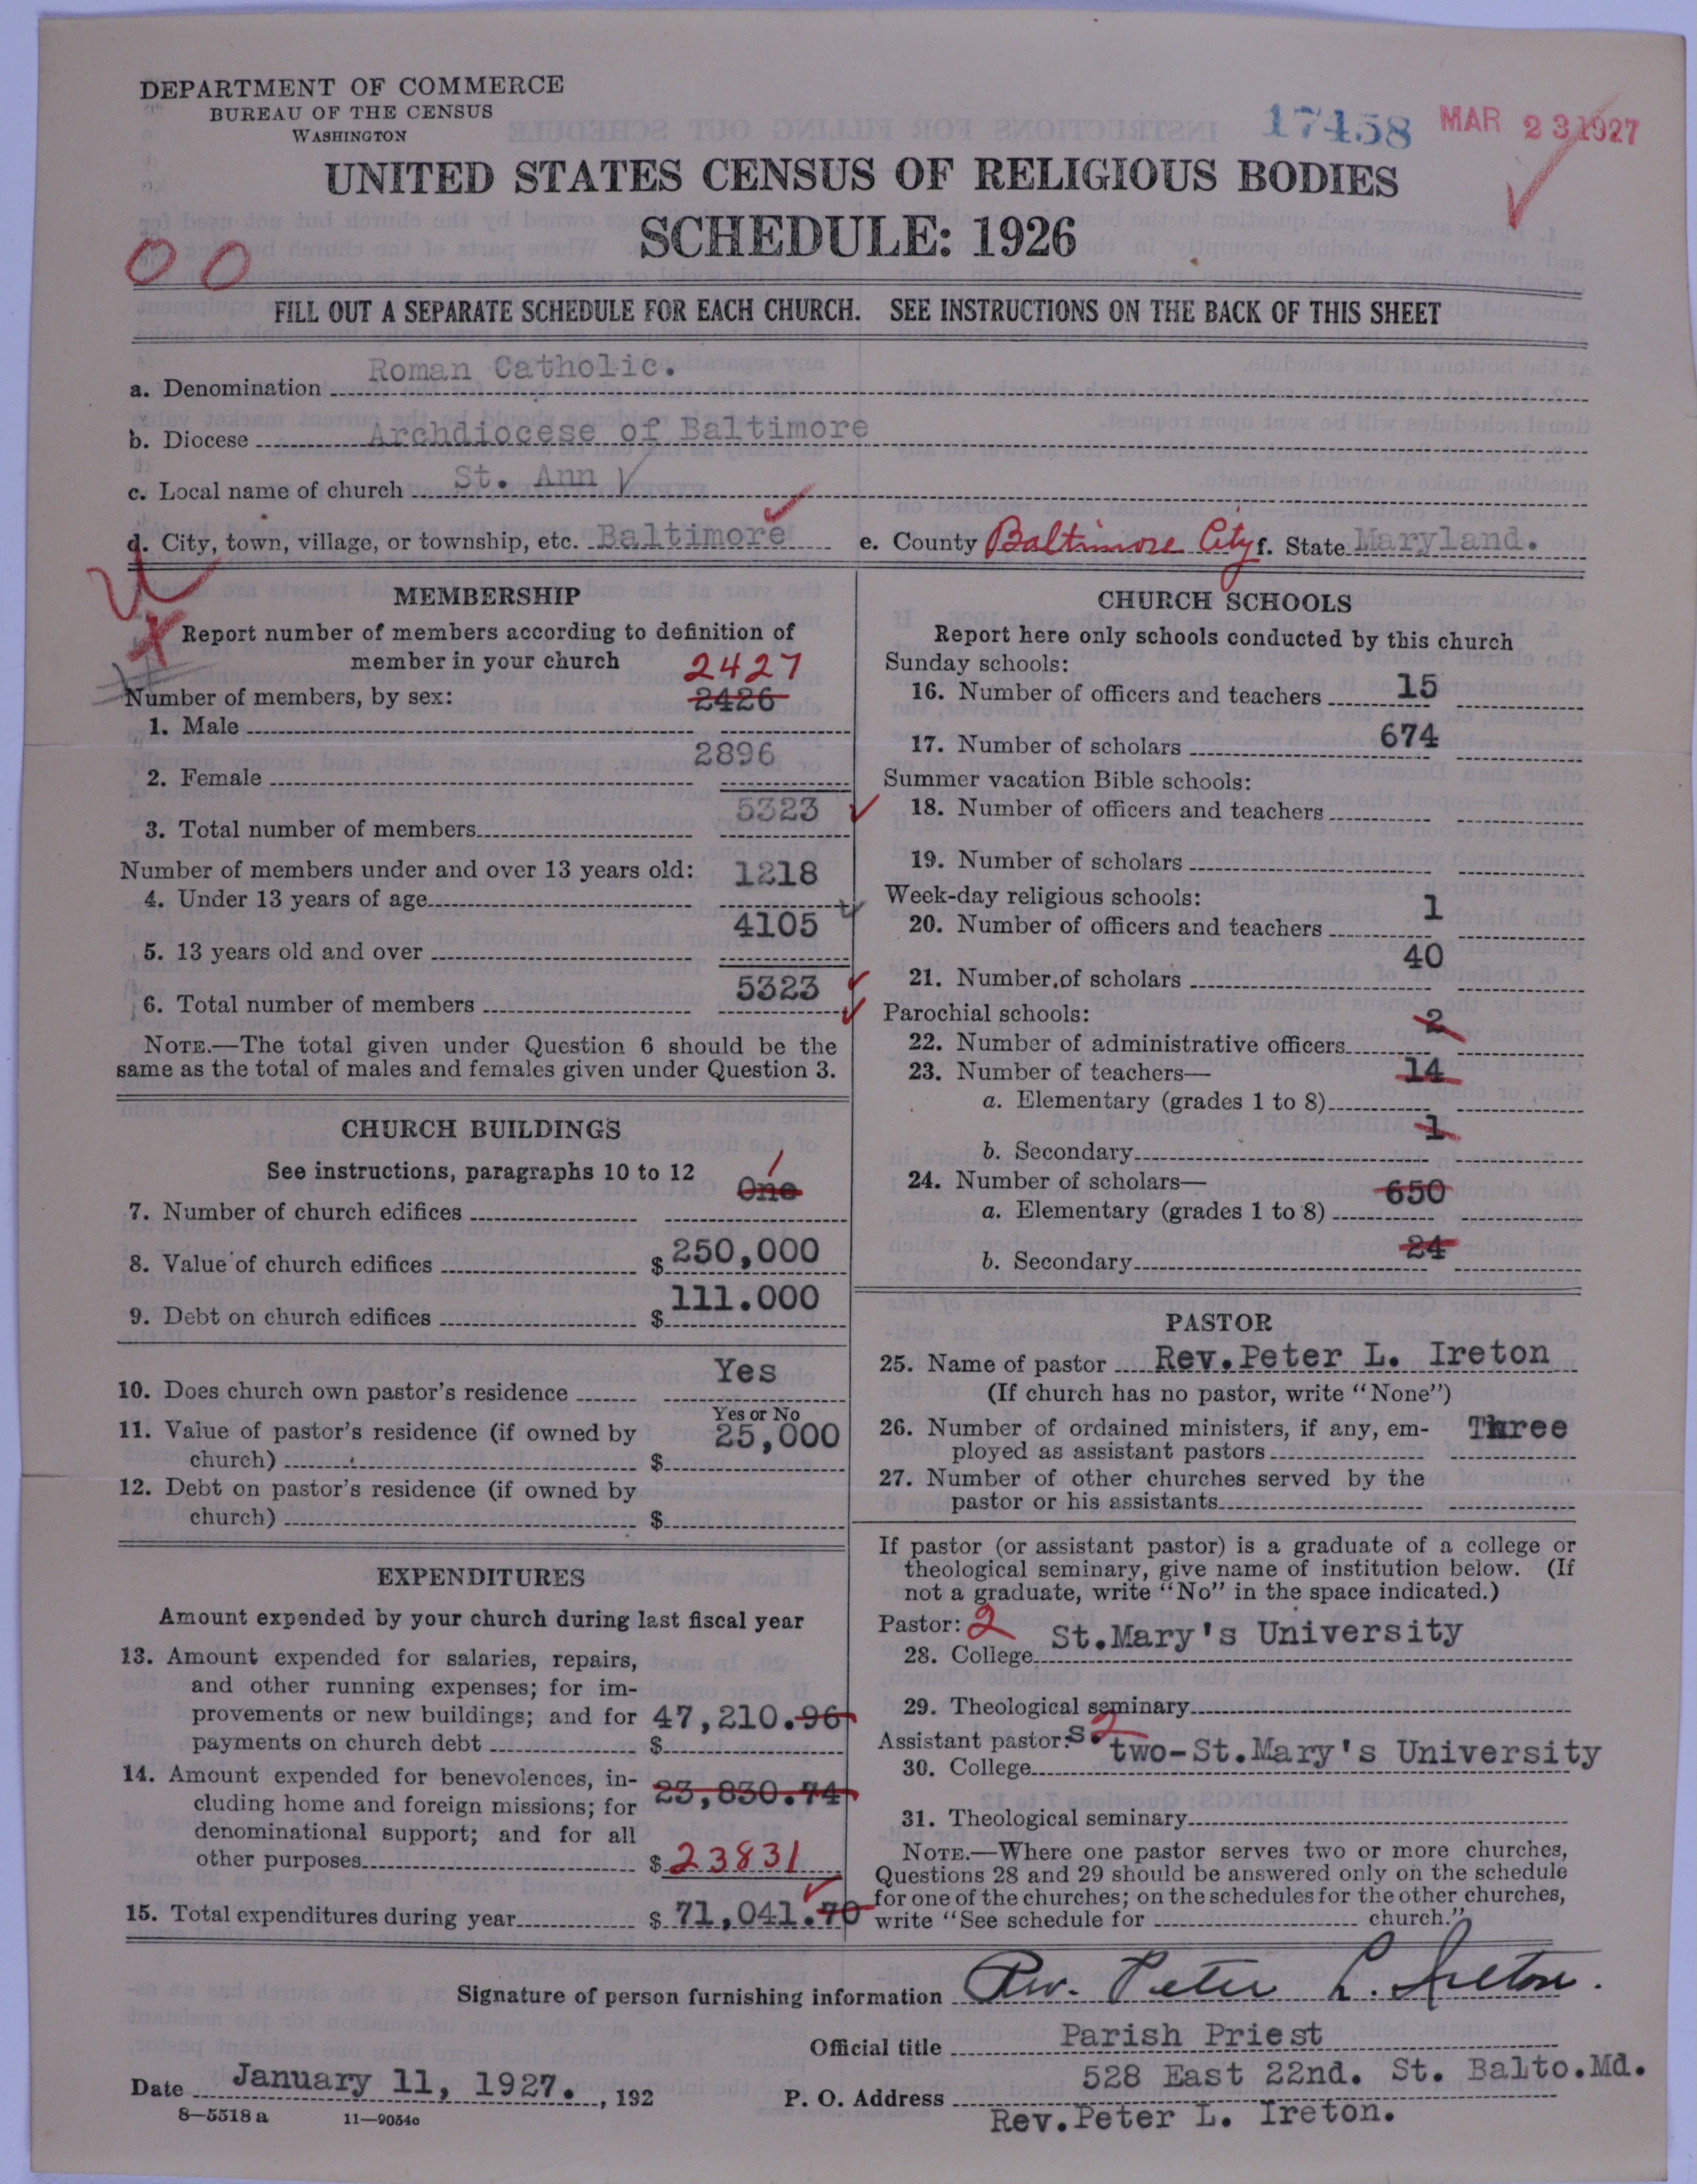 DEPARTMENT OF COMMERCE
BUREAU OF THE CENSUS
WASHINGTON
17458 MAR 23 1927
UNITED STATES CENSUS OF RELIGIOUS BODIES
SCHEDULE: 1926
00
FILL OUT A SEPARATE SCHEDULE FOR EACH CHURCH. SEE INSTRUCTIONS ON THE BACK OF THIS SHEET
a. Denomination Roman Catholic.
b. Diocese Archdiocese of Baltimore
c. Local name of church St. Ann
d. City, town, village, or township, etc. Baltimore e. County Baltimore City f. State Maryland.
MEMBERSHIP
Report number of members according to definition of
member in your church 2427
Number of members, by sex: 2426
1. Male
2896
2. Female
5323
3. Total number of members
Number of members under and over 13 years old: 1218
4. Under 13 years of age
4105
5. 13 years old and over
5323
6. Total number of members
NOTE.—The total given under Question 6 should be the
same as the total of males and females given under Question 3.
CHURCH BUILDINGS
See instructions, paragraphs 10 to 12 1
One
7. Number of church edifices
8. Value of church edifices $ 250,000
9. Debt on church edifices $ 111.000
Yes
10. Does church own pastor's residence
Yes or No
11. Value of pastor's residence (if owned by 25,000
church) $
12. Debt on pastor's residence (if owned by
church) $
EXPENDITURES
Amount expended by your church during last fiscal year
13. Amount expended for salaries, repairs,
and other running expenses; for im-
provements or new buildings; and for 47,210.96
payments on church debt $
14. Amount expended for benevolences, in- 23,830.74
cluding home and foreign missions; for
denominational support; and for all
other purposes $ 23831
15. Total expenditures during year $ 71,041.70
CHURCH SCHOOLS
Report here only schools conducted by this church
Sunday schools:
16. Number of officers and teachers 15
17. Number of scholars 674
Summer vacation Bible schools:
18. Number of officers and teachers
19. Number of scholars
Week-day religious schools: 1
20. Number of officers and teachers
40
21. Number of scholars
Parochial schools: 2
22. Number of administrative officers
23. Number of teachers— 14
a. Elementary (grades 1 to 8)
1
b. Secondary
24. Number of scholars— 650
a. Elementary (grades 1 to 8)
24
b. Secondary
PASTOR
25. Name of pastor Rev.Peter L. Ireton
(If church has no pastor, write "None")
26. Number of ordained ministers, if any, em- Three
ployed as assistant pastors
27. Number of other churches served by the
pastor or his assistants
If pastor (or assistant pastor) is a graduate of a college or
theological seminary, give name of institution below. (If
not a graduate, write "No" in the space indicated.)
Pastor: 2 St.Mary's University
28. College
29. Theological seminary
Assistant pastor:s. 2 two-St.Mary's University
30. College
31. Theological seminary
NOTE.—Where one pastor serves two or more churches,
Questions 28 and 29 should be answered only on the schedule
for one of the churches; on the schedules for the other churches,
write "See schedule for church."
Signature of person furnishing information Rev. Peter L. Ireton.
Official title Parish Priest
Date January 11, 1927. , 192 P. O. Address 528 East 22nd. St. Balto.Md.
8—5518 a 11—9054c Rev.Peter L. Ireton.